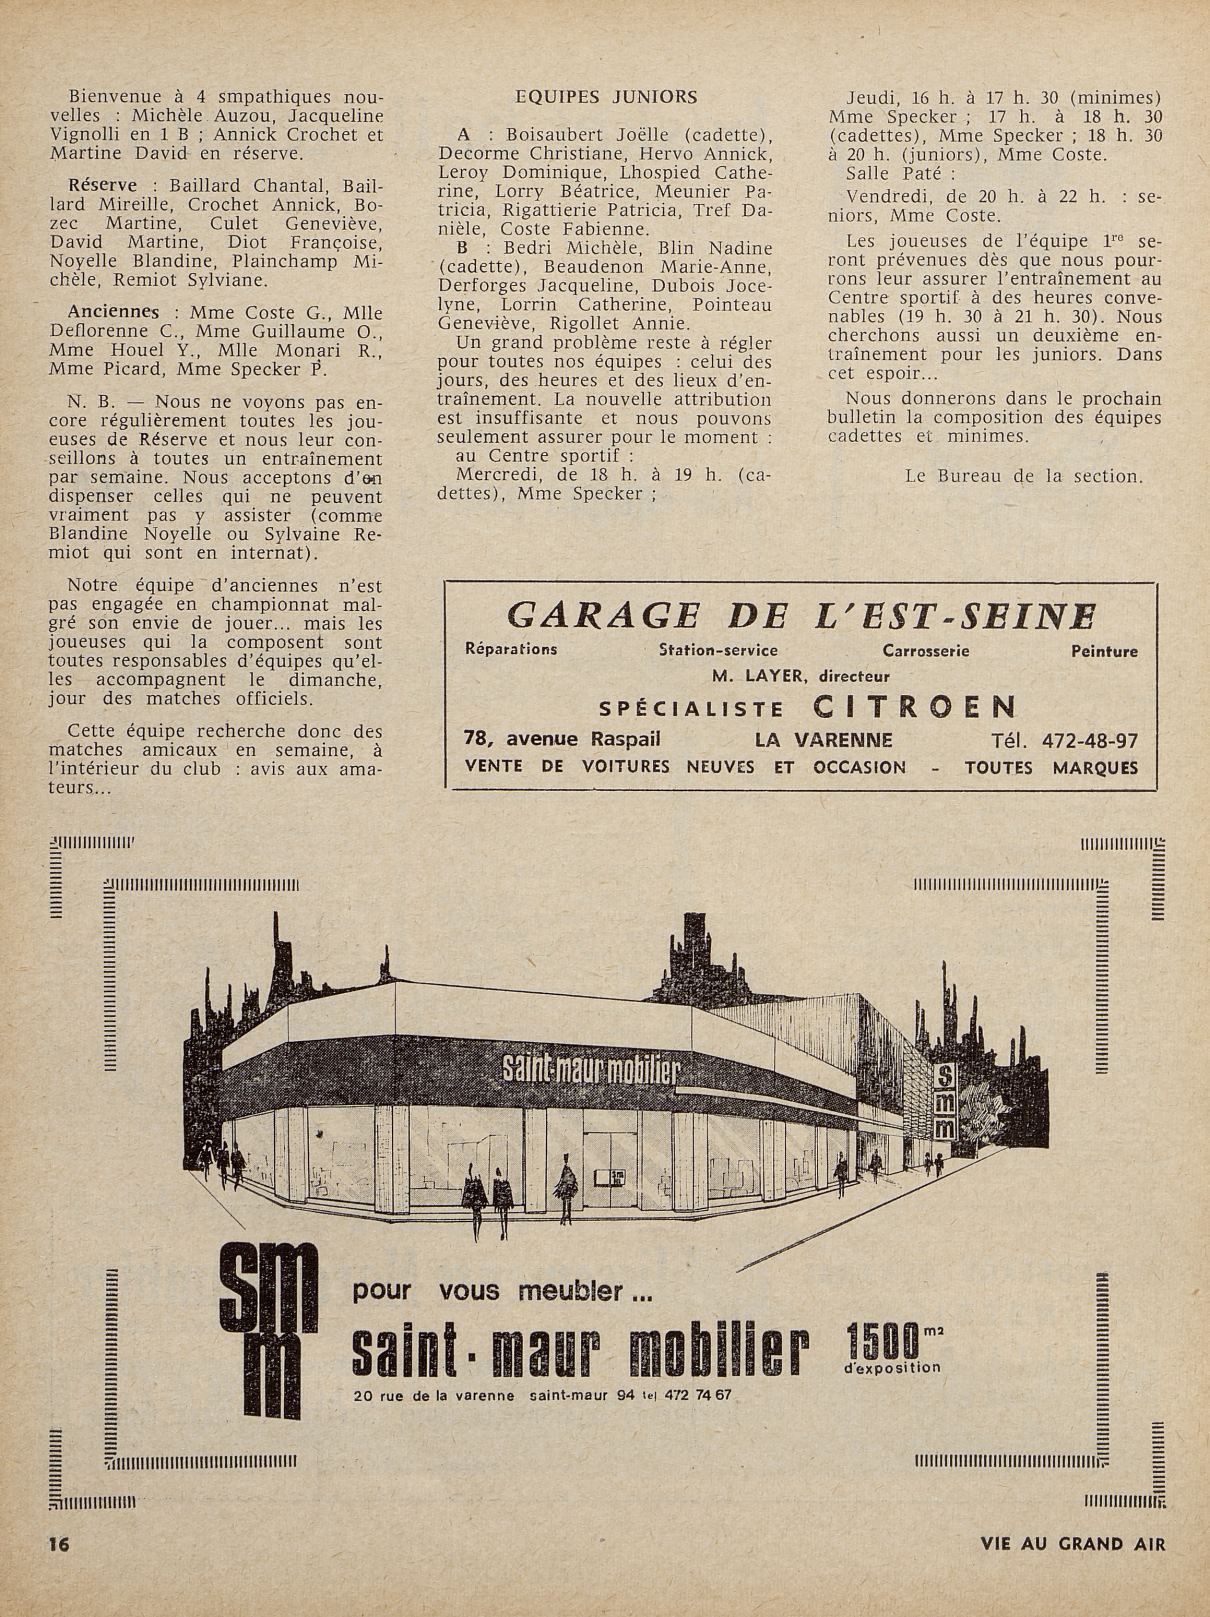 Bienvenue à 4 smpathiques nou-
velles : Michèle Auzou, Jacqueline
Vignolli en 1 B ; Annick Crochet et
Martine David en réserve.
Réserve : Baillard Chantal, Bail-
lard Mireille, Crochet Annick, Bo-
zec Martine, Culet Geneviève,
David Martine, Diot Françoise,
Noyelle Blandine, Plainchamp Mi-
chèle, Remiot Sylviane.
Anciennes : Mme Coste G., Mlle
Deflorenne C., Mme Guillaume O.,
Mme Houel Y., Mlle Monari R.,
Mme Picard, Mme Specker P.
N. B. — Nous ne voyons pas en-
core régulièrement toutes les jou-
euses de Réserve et nous leur con-
seillons à toutes un entraînement
par semaine. Nous acceptons d'en
dispenser celles qui ne peuvent
vraiment pas y assister (comme
Blandine Noyelle ou Sylvaine Re-
miot qui sont en internat).
Notre équipe d'anciennes n'est
pas engagée en championnat mal-
gré son envie de jouer... mais les
joueuses qui la composent sont
toutes responsables d'équipes qu'el-
les accompagnent le dimanche,
jour des matches officiels.
Cette équipe recherche donc des
matches amicaux en semaine, à
l'intérieur du club : avis aux ama-
teurs...
EQUIPES JUNIORS
A : Boisaubert Joëlle (cadette),
Decorme Christiane, Hervo Annick,
Leroy Dominique, Lhospied Cathe-
rine, Lorry Béatrice, Meunier Pa-
tricia, Rigattierie Patricia, Tref Da-
nièle, Coste Fabienne.
B : Bedri Michèle, Blin Nadine
(cadette), Beaudenon Marie-Anne,
Derforges Jacqueline, Dubois Joce-
lyne, Lorrin Catherine, Pointeau
Geneviève, Rigollet Annie.
Un grand problème reste à régler
pour toutes nos équipes : celui des
jours, des heures et des lieux d'en-
traînement. La nouvelle attribution
est insuffisante et nous pouvons
seulement assurer pour le moment :
au Centre sportif :
Mercredi, de 18 h. à 19 h. (ca-
dettes), Mme Specker ;
Jeudi, 16 h. à 17 h. 30 (minimes)
Mme Specker ; 17 h. à 18 h. 30
(cadettes), Mme Specker ; 18 h. 30
à 20 h. (juniors), Mme Coste.
Salle Paté :
Vendredi, de 20 h. à 22 h. : se-
niors, Mme Coste.
Les joueuses de l'équipe 1re se-
ront prévenues dès que nous pour-
rons leur assurer l'entraînement au
Centre sportif à des heures conve-
nables (19 h. 30 à 21 h. 30). Nous
cherchons aussi un deuxième en-
traînement pour les juniors. Dans
cet espoir...
Nous donnerons dans le prochain
bulletin la composition des équipes
cadettes et minimes.
Le Bureau de la section.
GARAGE DE L'EST-SEINE
Réparations Station-service Carrosserie Peinture
M. LAYER, directeur
SPÉCIALISTE CITROEN
78, avenue Raspail LA VARENNE Tél. 472-48-97
VENTE DE VOITURES NEUVES ET OCCASION - TOUTES MARQUES
saint-maur mobilier
s
m
m
sm
m
pour vous meubler...
saint-maur mobilier 1500 m2
d'exposition
20 rue de la varenne saint-maur 94 tel 472 74 67
16
VIE AU GRAND AIR